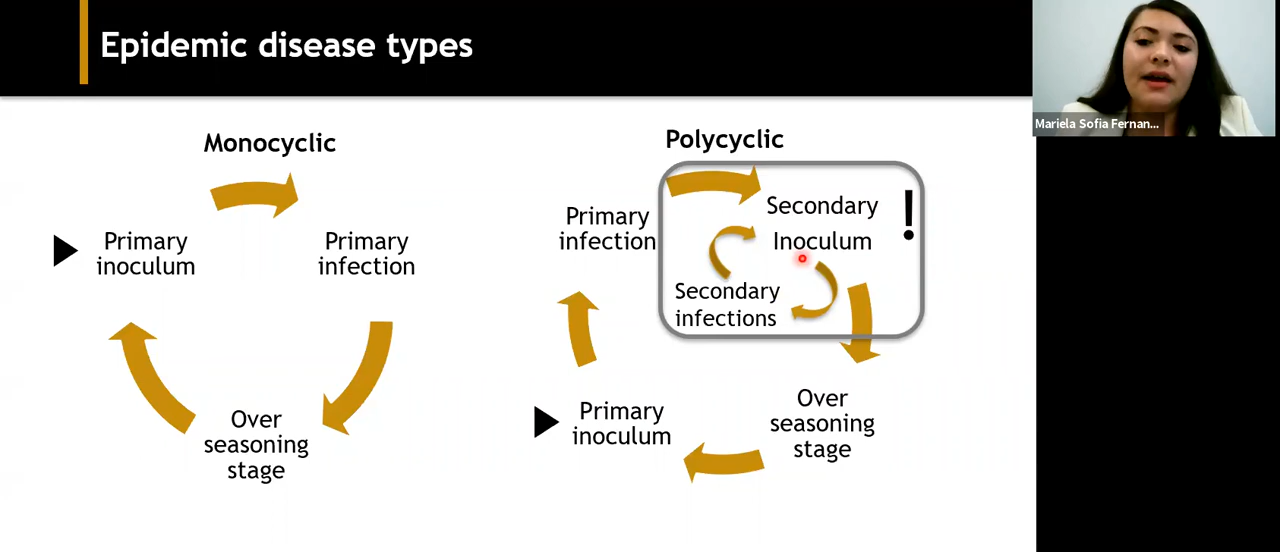 Epidemic disease types
Mariela Sofia Fernan...
Monocyclic
Primary
inoculum
Primary
infection
Over
seasoning
stage
Polycyclic
Primary
infection
Secondary
Inoculum
!
Secondary
infections
Over
seasoning
stage
Primary
inoculum